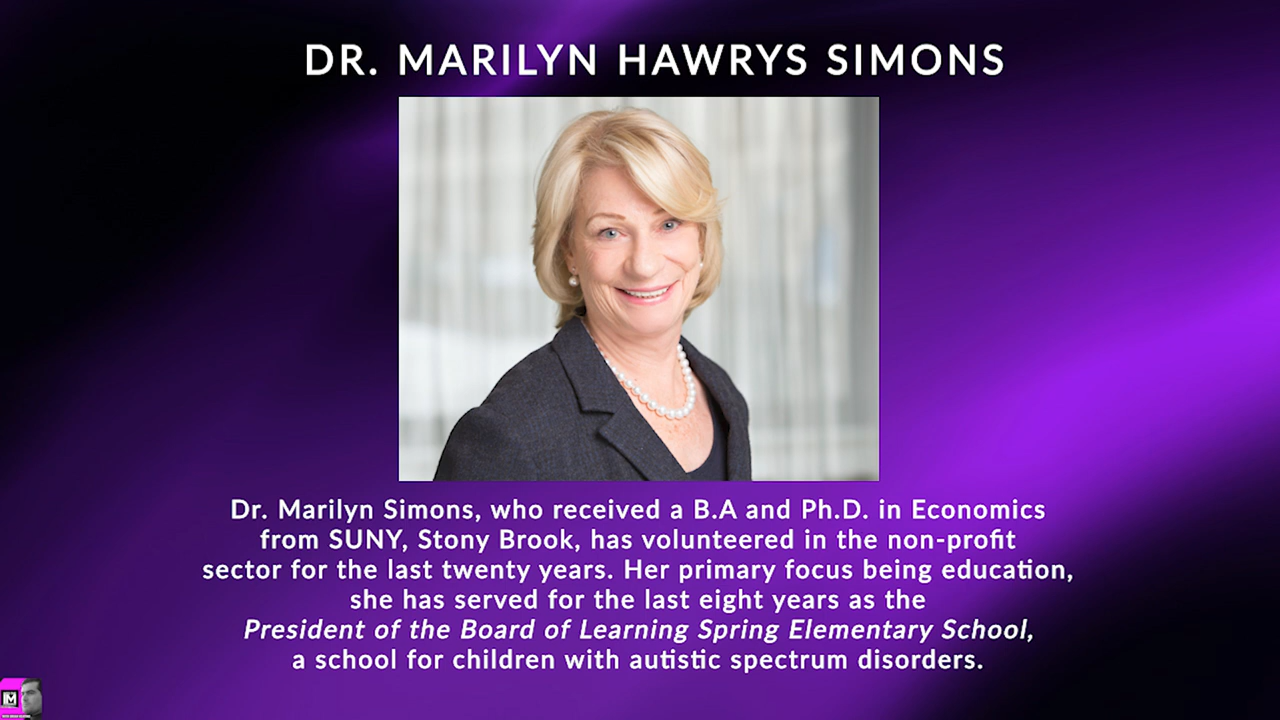 DR. MARILYN HAWRYS SIMONS
Dr. Marilyn Simons, who received a B.A and Ph.D. in Economics
from SUNY, Stony Brook, has volunteered in the non-profit
sector for the last twenty years. Her primary focus being education,
she has served for the last eight years as the
President of the Board of Learning Spring Elementary School,
a school for children with autistic spectrum disorders.